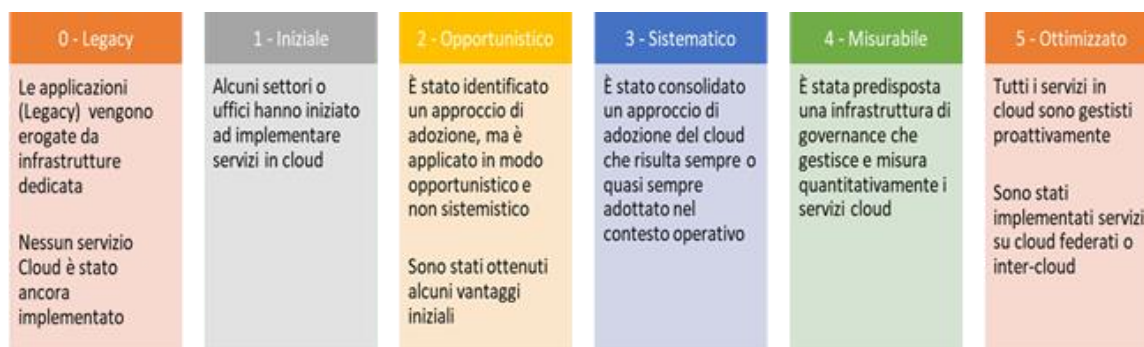 0 - Legacy
Le applicazioni
(Legacy) vengono
erogate da
infrastrutture
dedicata
Nessun servizio
Cloud è stato
ancora
implementato
1 - Iniziale
Alcuni settori o
uffici hanno iniziato
ad implementare
servizi in cloud
2 - Opportunistico
È stato identificato
un approccio di
adozione, ma è
applicato in modo
opportunistico e
non sistemistico
Sono stati ottenuti
alcuni vantaggi
iniziali
3 - Sistematico
È stato consolidato
un approccio di
adozione del cloud
che risulta sempre o
quasi sempre
adottato nel
contesto operativo
4 - Misurabile
È stata predisposta
una infrastruttura di
governance che
gestisce e misura
quantitativamente i
servizi cloud
5 - Ottimizzato
Tutti i servizi in
cloud sono gestisti
proattivamente
Sono stati
implementati servizi
su cloud federati o
inter-cloud